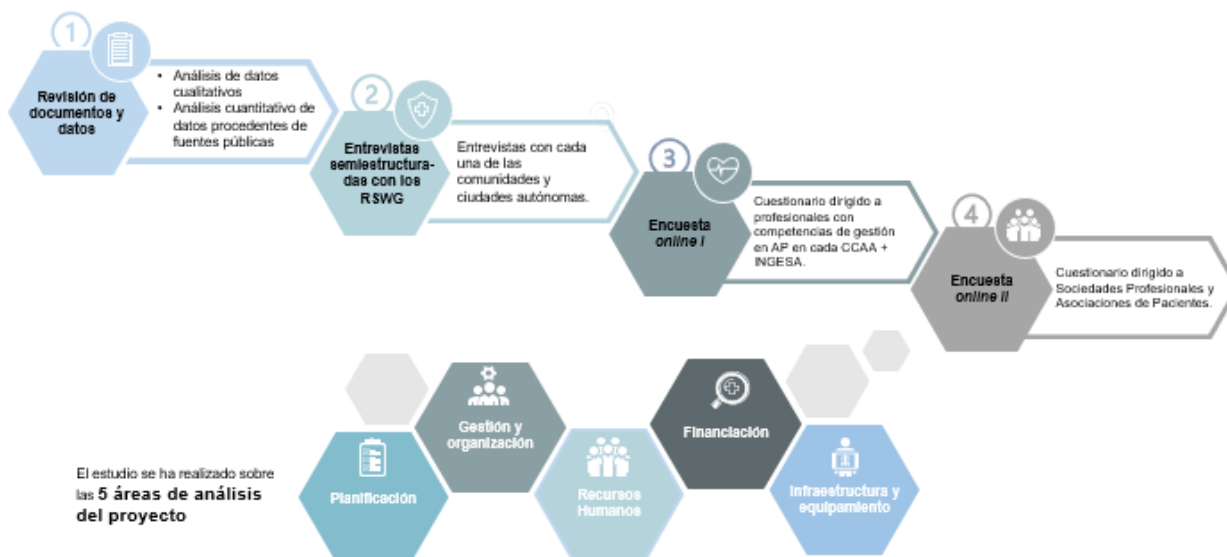 1
Revisión de
documentos y
datos
• Análisis de datos
cualitativos
• Análisis cuantitativo de
datos procedentes de
fuentes públicas
2
Entrevistas
semiestructura-
das con los
RSWG
Entrevistas con cada
una de las
comunidades y
ciudades autónomas.
3
Encuesta
online I
Cuestionario dirigido a
profesionales con
competencias de gestión
en AP en cada CCAA +
INGESA.
4
Encuesta
online II
Cuestionario dirigido a
Sociedades Profesionales y
Asociaciones de Pacientes.
El estudio se ha realizado sobre
las 5 áreas de análisis
del proyecto
Planificación
Gestión y
organización
Recursos
Humanos
Financiación
Infraestructura y
equipamiento